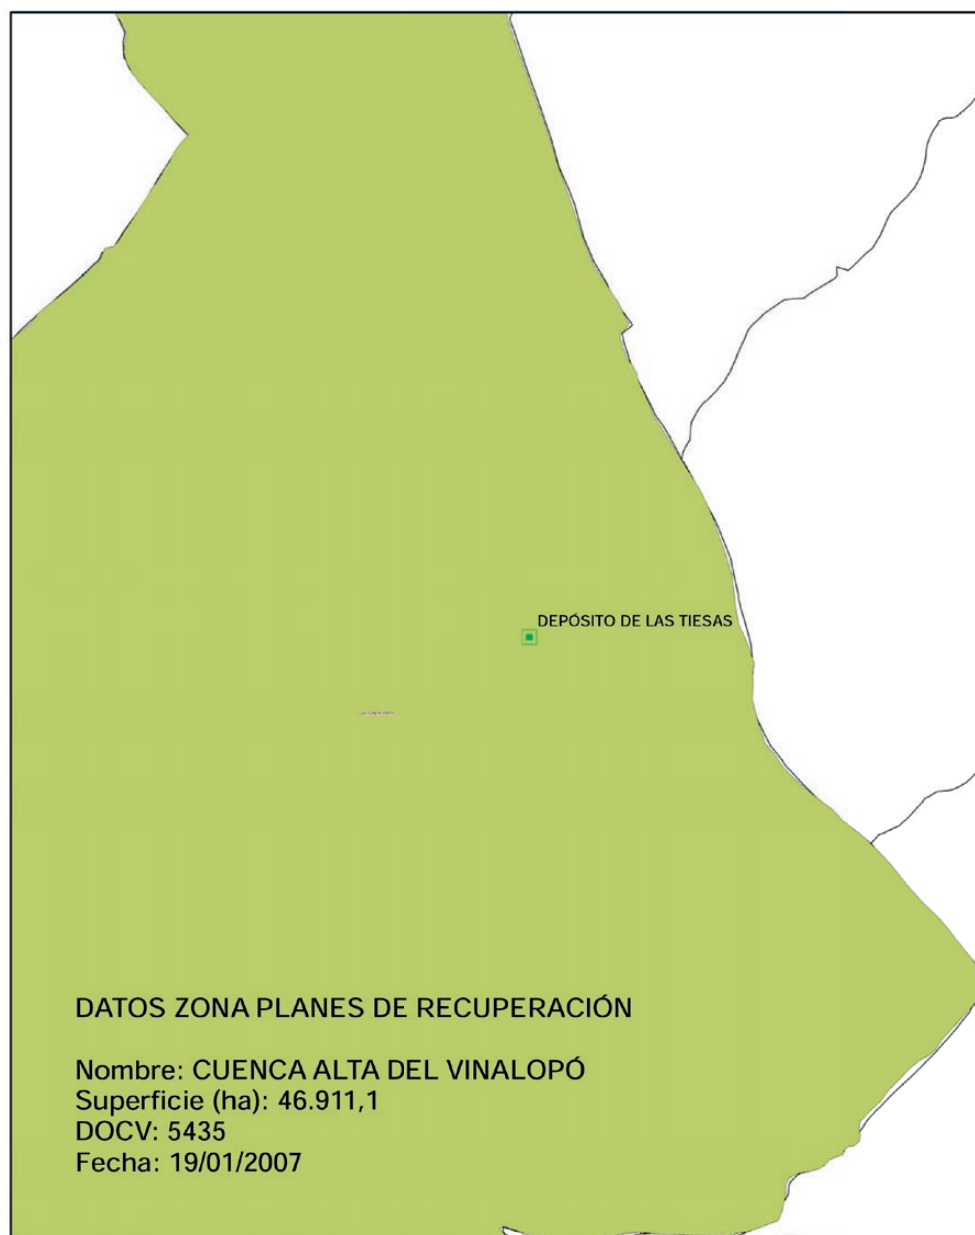 DEPÓSITO DE LAS TIESAS
DATOS ZONA PLANES DE RECUPERACIÓN
Nombre: CUENCA ALTA DEL VINALOPÓ
Superficie (ha): 46.911,1
DOCV: 5435
Fecha: 19/01/2007